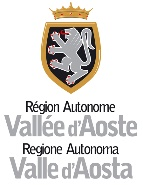 Région Autonome
Vallée d'Aoste
Regione Autonoma
Valle d'Aosta